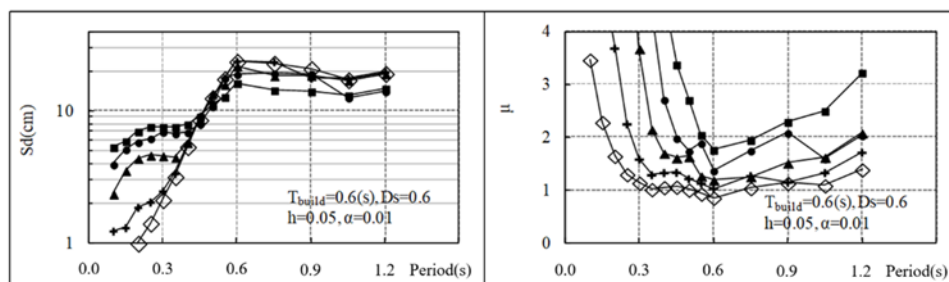 Sd(cm)
10
1
0.0 0.3 0.6 0.9 1.2 Period(s)
T_build=0.6(s), Ds=0.6
h=0.05, α=0.01
μ
4
3
2
1
0
0.0 0.3 0.6 0.9 1.2 Period(s)
T_build=0.6(s), Ds=0.6
h=0.05, α=0.01